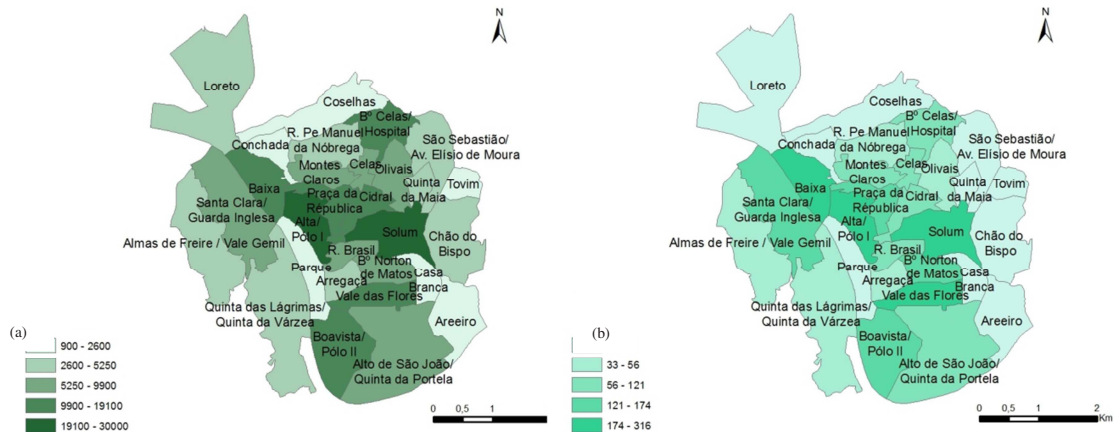 N
Loreto
Coselhas
Bº Celas/
Hospital
R. Pe Manuel
da Nóbrega
São Sebastião/
Av. Elísio de Moura
Conchada
Montes
Claros
Celas
Olivais
Quinta
da Maia
Tovim
Baixa
Santa Clara/
Guarda Inglesa
Praça da
República
Cidral
Alta/
Pólo I
Solum
Chão do
Bispo
Almas de Freire / Vale Gemil
R. Brasil
Bº Norton
de Matos
Parque
Arregaça
Casa
Branca
Vale das Flores
Quinta das Lágrimas/
Quinta da Várzea
Areeiro
Boavista/
Pólo II
Alto de São João/
Quinta da Portela
(a)
900 - 2600
2600 - 5250
5250 - 9900
9900 - 19100
19100 - 30000
0 0,5 1
N
Loreto
Coselhas
Bº Celas/
Hospital
R. Pe Manuel
da Nóbrega
São Sebastião/
Av. Elísio de Moura
Conchada
Montes
Claros
Celas
Olivais
Quinta
da Maia
Tovim
Baixa
Santa Clara/
Guarda Inglesa
Praça da
República
Cidral
Alta/
Pólo I
Solum
Chão do
Bispo
Almas de Freire / Vale Gemil
R. Brasil
Bº Norton
de Matos
Parque
Arregaça
Casa
Branca
Vale das Flores
Quinta das Lágrimas/
Quinta da Várzea
Areeiro
Boavista/
Pólo II
Alto de São João/
Quinta da Portela
(b)
33 - 56
56 - 121
121 - 174
174 - 316
0 0,5 1 2
Km